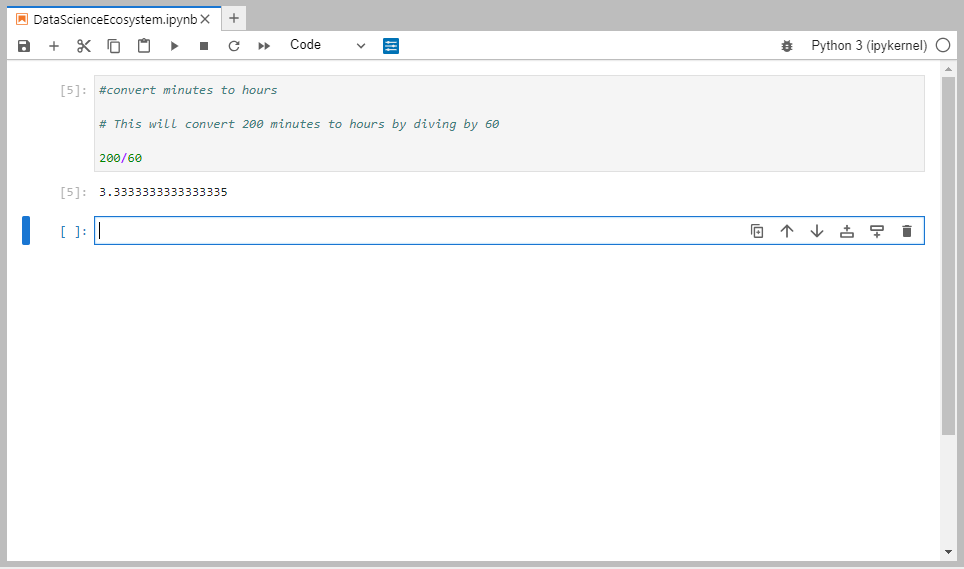 DataScienceEcosystem.ipynb
Code
Python 3 (ipykernel)
[5]:
#convert minutes to hours
# This will convert 200 minutes to hours by diving by 60
200/60
[5]: 3.3333333333333335
[ ]: